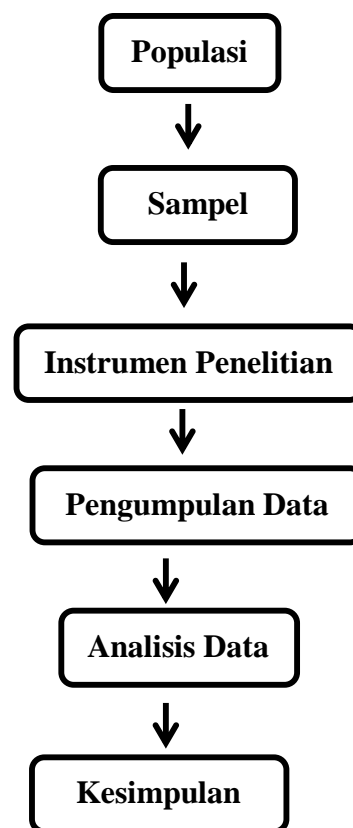 Populasi
Sampel
Instrumen Penelitian
Pengumpulan Data
Analisis Data
Kesimpulan